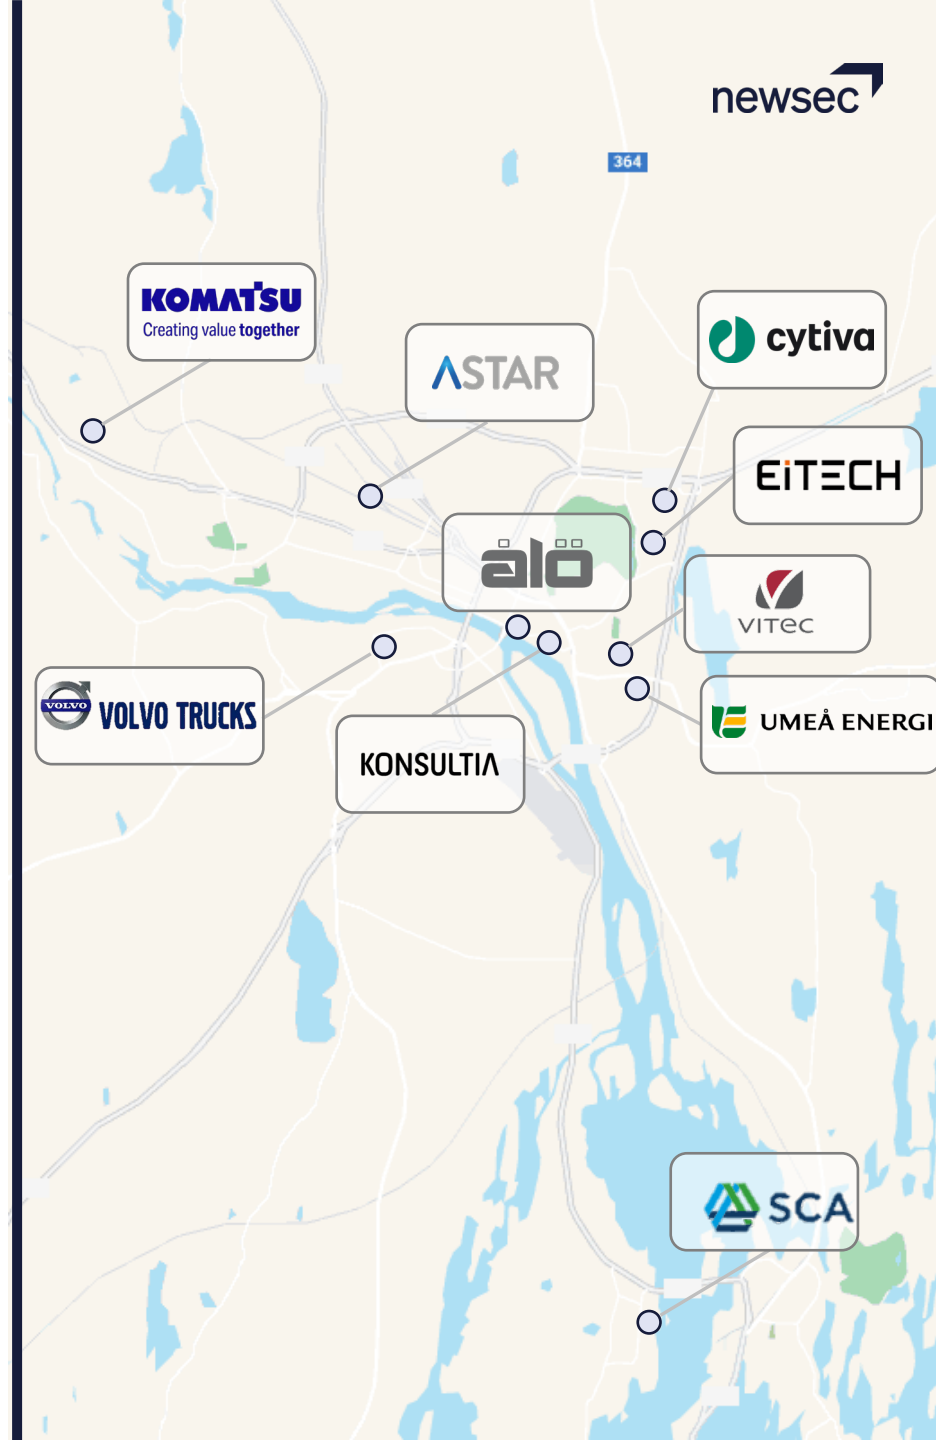 newsec
364
KOMATSU
Creating value together
ASTAR
cytiva
EiTECH
älö
VITEC
VOLVO
VOLVO TRUCKS
UMEÅ ENERGI
KONSULTIA
SCA